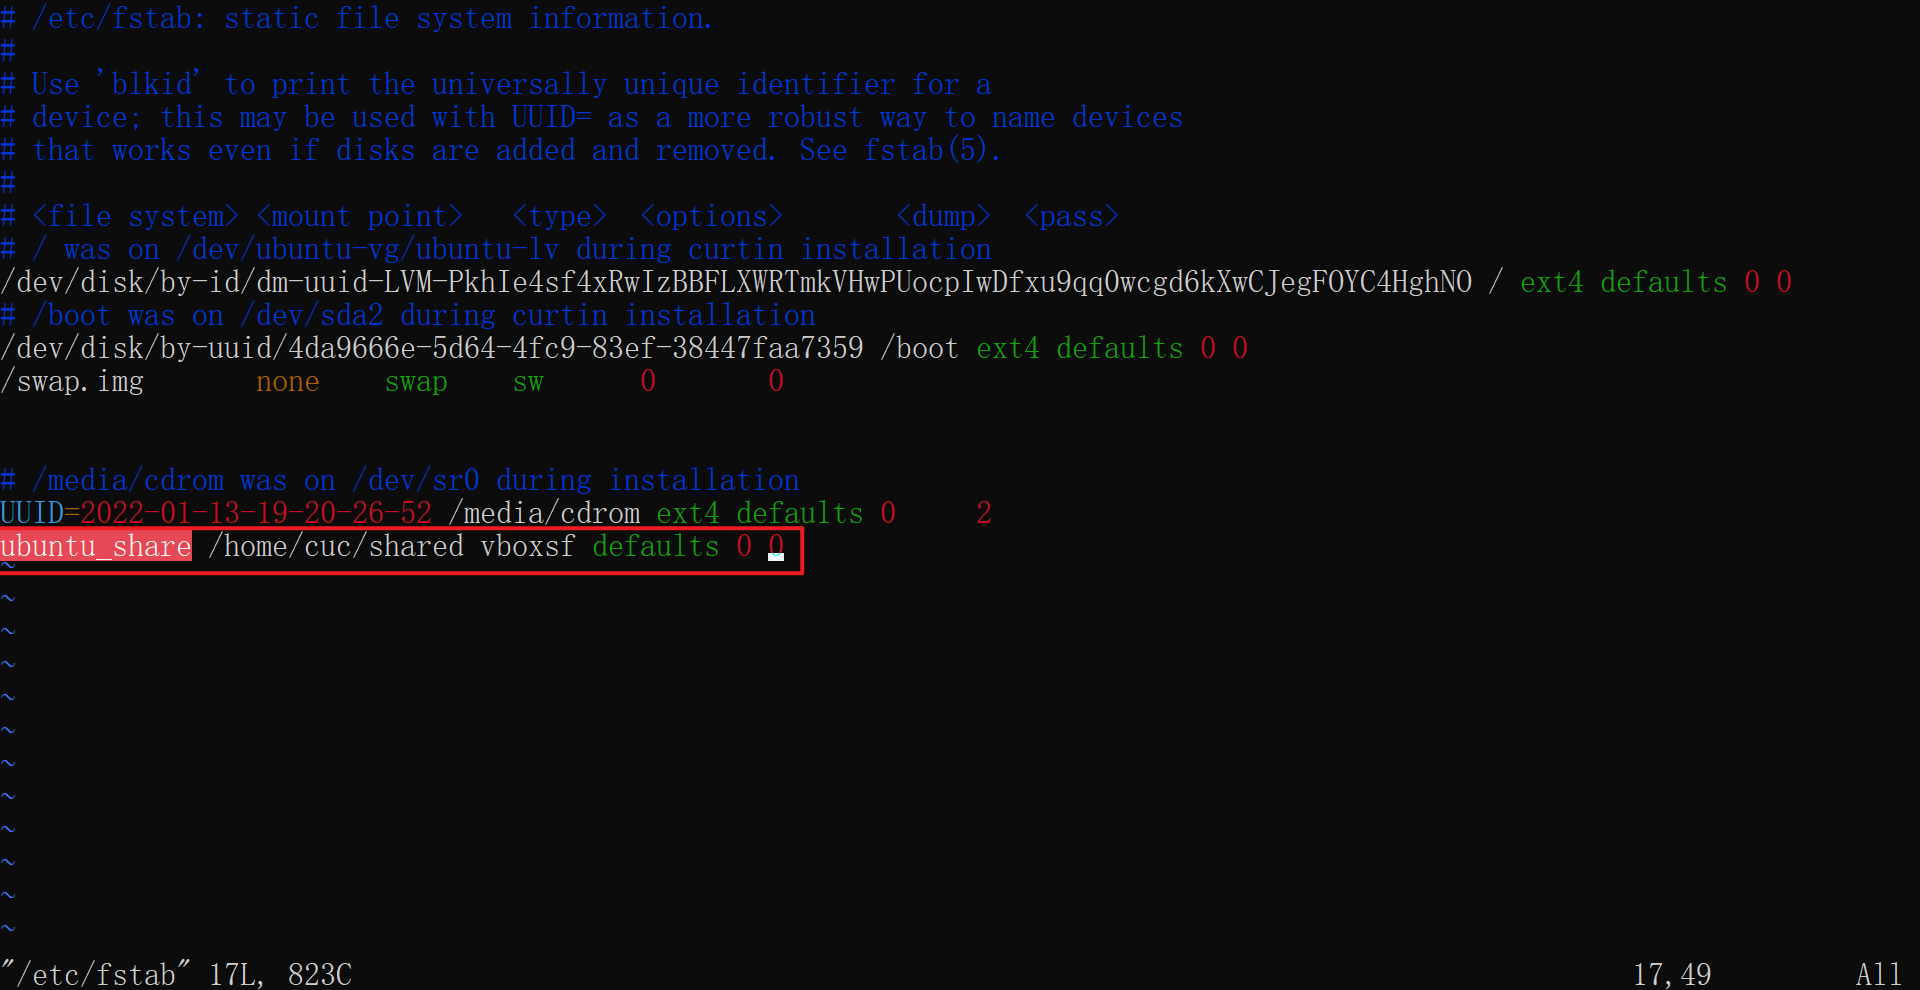 # /etc/fstab: static file system information.
#
# Use 'blkid' to print the universally unique identifier for a
# device; this may be used with UUID= as a more robust way to name devices
# that works even if disks are added and removed. See fstab(5).
#
# <file system> <mount point>   <type>  <options>       <dump>  <pass>
# / was on /dev/ubuntu-vg/ubuntu-lv during curtin installation
/dev/disk/by-id/dm-uuid-LVM-PkhIe4sf4xRwIzBBFLXWRTmkVHwPUocpIwDfxu9qq0wcgd6kXwCJegFOYC4HghNO / ext4 defaults 0 0
# /boot was on /dev/sda2 during curtin installation
/dev/disk/by-uuid/4da9666e-5d64-4fc9-83ef-38447faa7359 /boot ext4 defaults 0 0
/swap.img       none    swap    sw      0       0
# /media/cdrom was on /dev/sr0 during installation
UUID=2022-01-13-19-20-26-52 /media/cdrom ext4 defaults 0     2
ubuntu_share /home/cuc/shared vboxsf defaults 0 0
~
~
~
~
~
~
~
~
~
~
~
~
"/etc/fstab" 17L, 823C 17,49 All